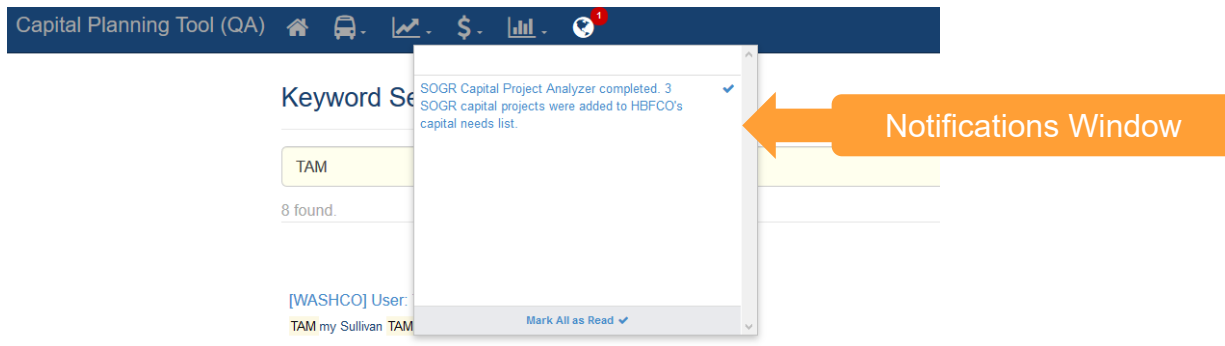 Capital Planning Tool (QA)
1
SOGR Capital Project Analyzer completed. 3
SOGR capital projects were added to HBFCO's
capital needs list.
Notifications Window
Keyword Se
TAM
8 found.
[WASHCO] User:
TAM my Sullivan TAM
Mark All as Read